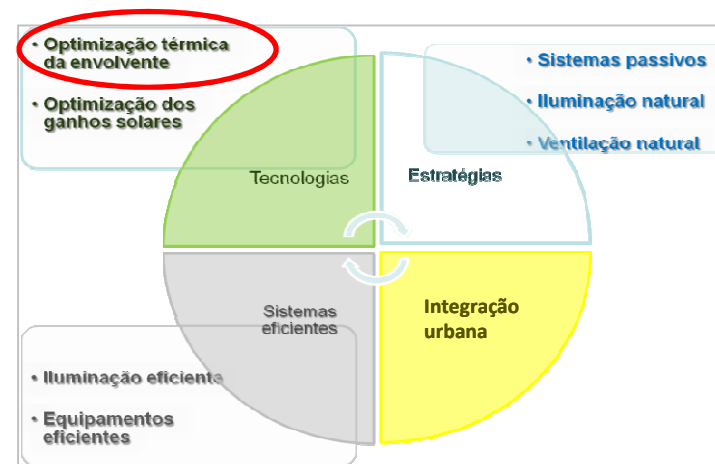 • Optimização térmica
da envolvente
• Optimização dos
ganhos solares
• Sistemas passivos
• Iluminação natural
• Ventilação natural
Tecnologias
Estratégias
Sistemas
eficientes
Integração
urbana
• Iluminação eficiente
• Equipamentos
eficientes